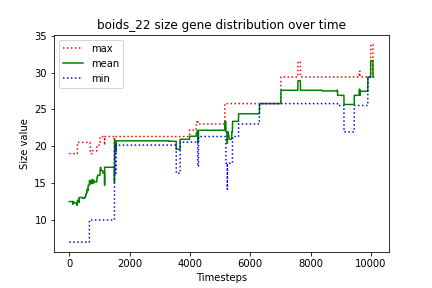 boids_22 size gene distribution over time
max
mean
min
Size value
35
30
25
20
15
10
0
2000
4000
6000
8000
10000
Timesteps